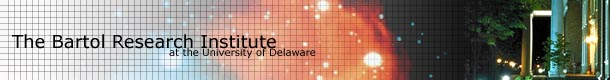 The Bartol Research Institute
at the University of Delaware